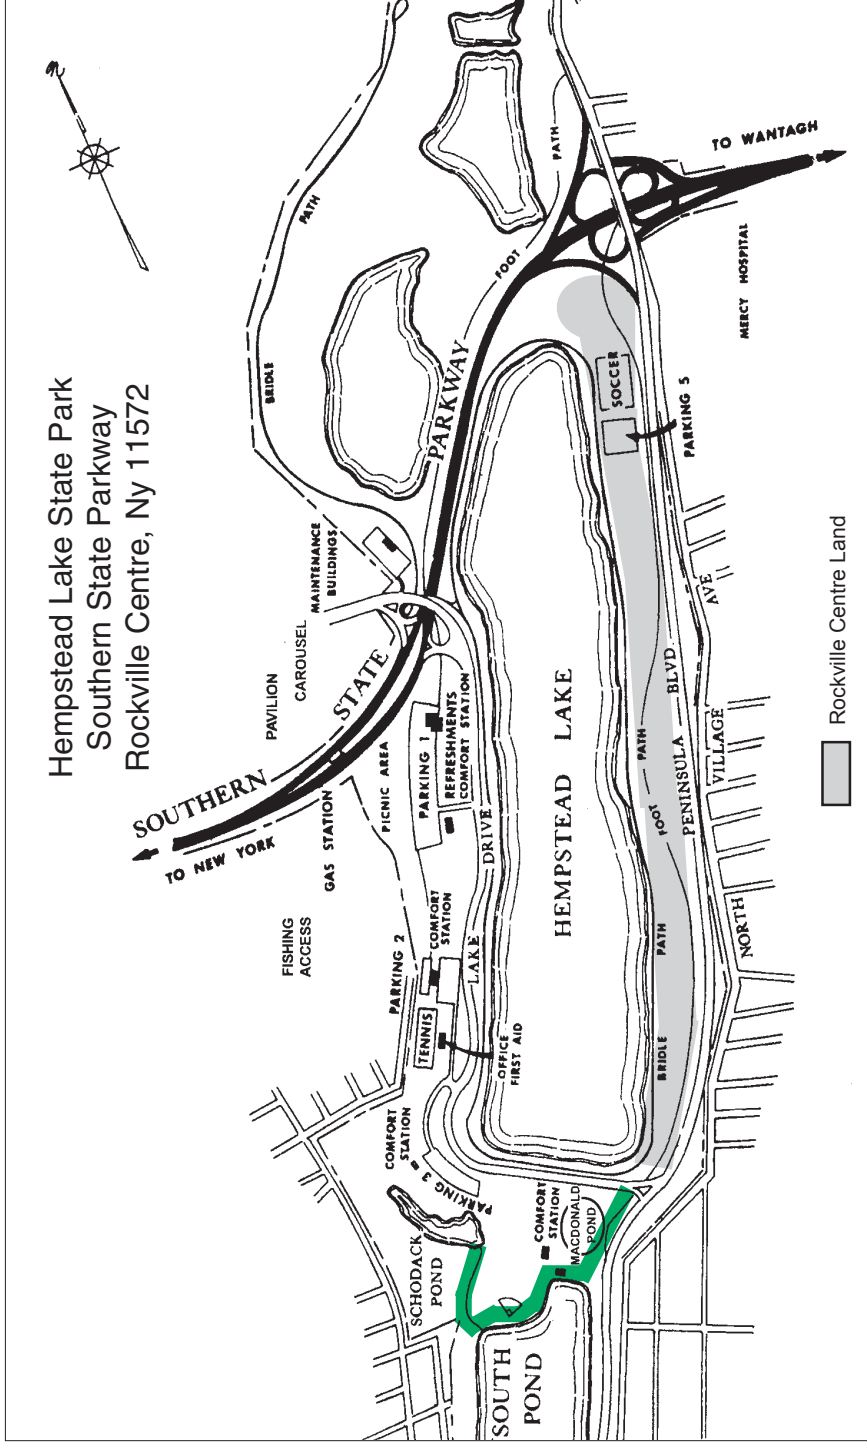 Hempstead Lake State Park
Southern State Parkway
Rockville Centre, Ny 11572
N
TO WANTAGH
MERCY HOSPITAL
PATH
FOOT
PATH
BRIDLE
PARKWAY
STATE
SOUTHERN
TO NEW YORK
MAINTENANCE
BUILDINGS
CAROUSEL
PAVILION
GAS STATION
PICNIC AREA
PARKING 1
REFRESHMENTS
COMFORT STATION
FISHING
ACCESS
PARKING 2
COMFORT
STATION
LAKE
DRIVE
TENNIS
OFFICE
FIRST AID
COMFORT
STATION
PARKING 3
SCHODACK
POND
SOUTH
POND
COMFORT
STATION
MACDONALD
POND
HEMPSTEAD LAKE
SOCCER
PARKING 5
BRIDLE
PATH
FOOT
PATH
PENINSULA
BLVD
NORTH
VILLAGE
AVE
Rockville Centre Land